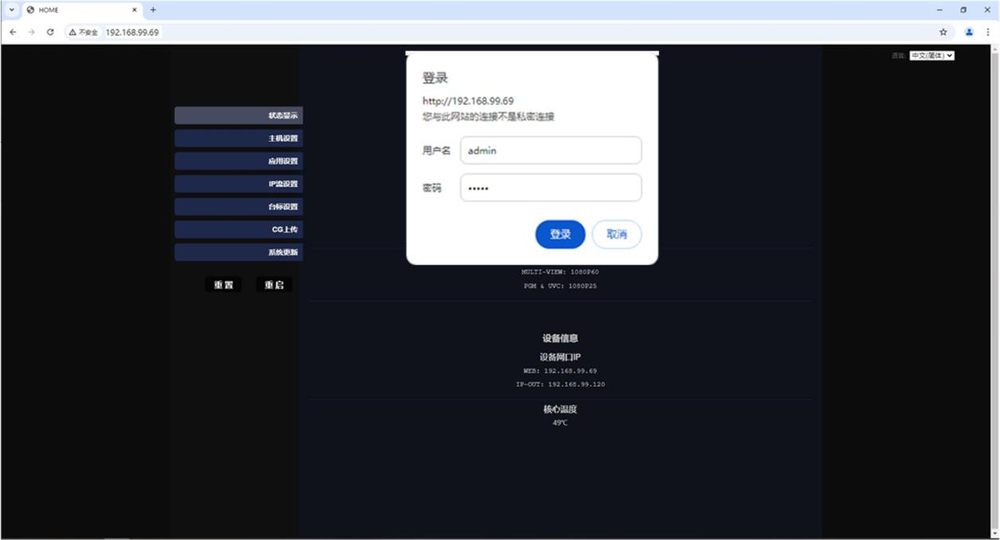 HOME
不安全 192.168.99.69
语言: 中文(简体)
登录
http://192.168.99.69
您与此网站的连接不是私密连接
用户名 admin
密码 •••••
登录 取消
状态显示
主机设置
应用设置
IP流设置
台标设置
CG上传
系统更新
重置 重启
MULTI-VIEW: 1080P60
PGM & UVC: 1080P25
设备信息
设备网口IP
WEB: 192.168.99.69
IP-OUT: 192.168.99.120
核心温度
49℃